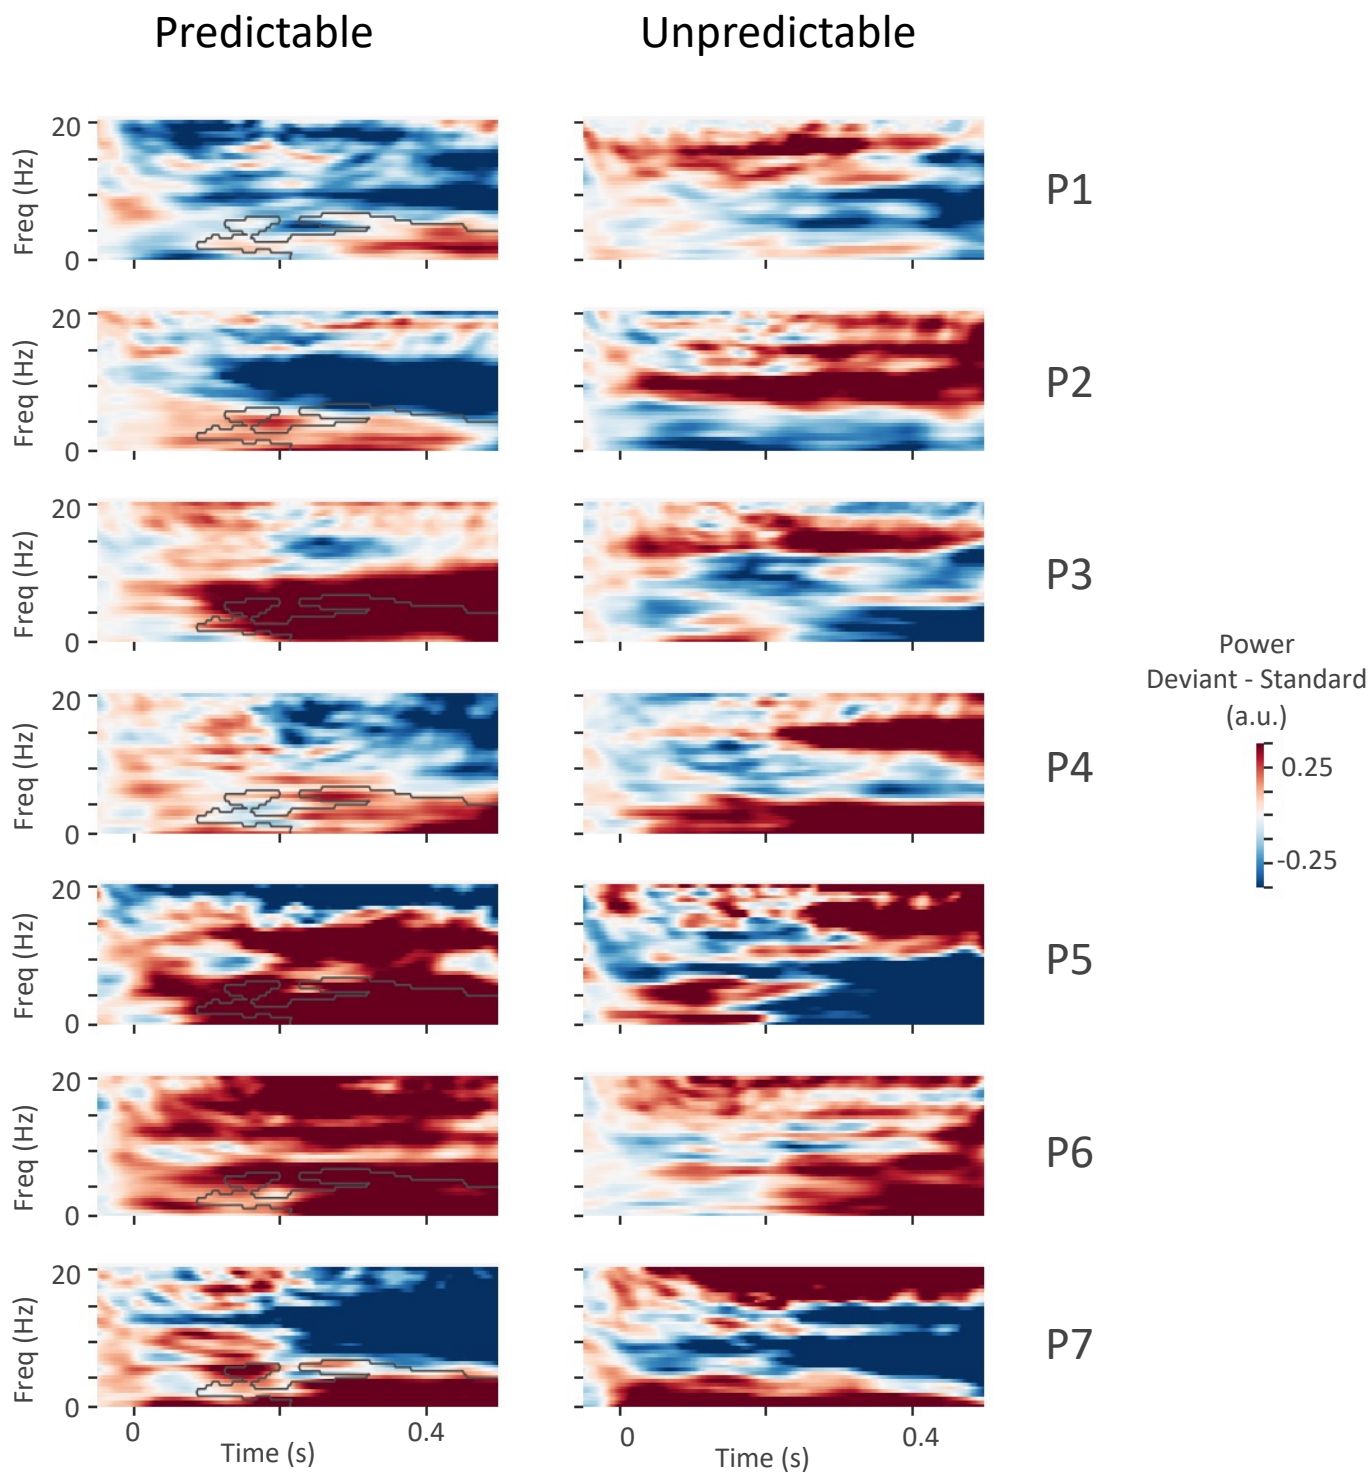 Predictable Unpredictable
20
Freq (Hz)
0
P1
20
Freq (Hz)
0
P2
20
Freq (Hz)
0
P3
Power
Deviant - Standard
(a.u.)
0.25
-0.25
20
Freq (Hz)
0
P4
20
Freq (Hz)
0
P5
20
Freq (Hz)
0
P6
20
Freq (Hz)
0
P7
0 0.4 0 0.4
Time (s) Time (s)